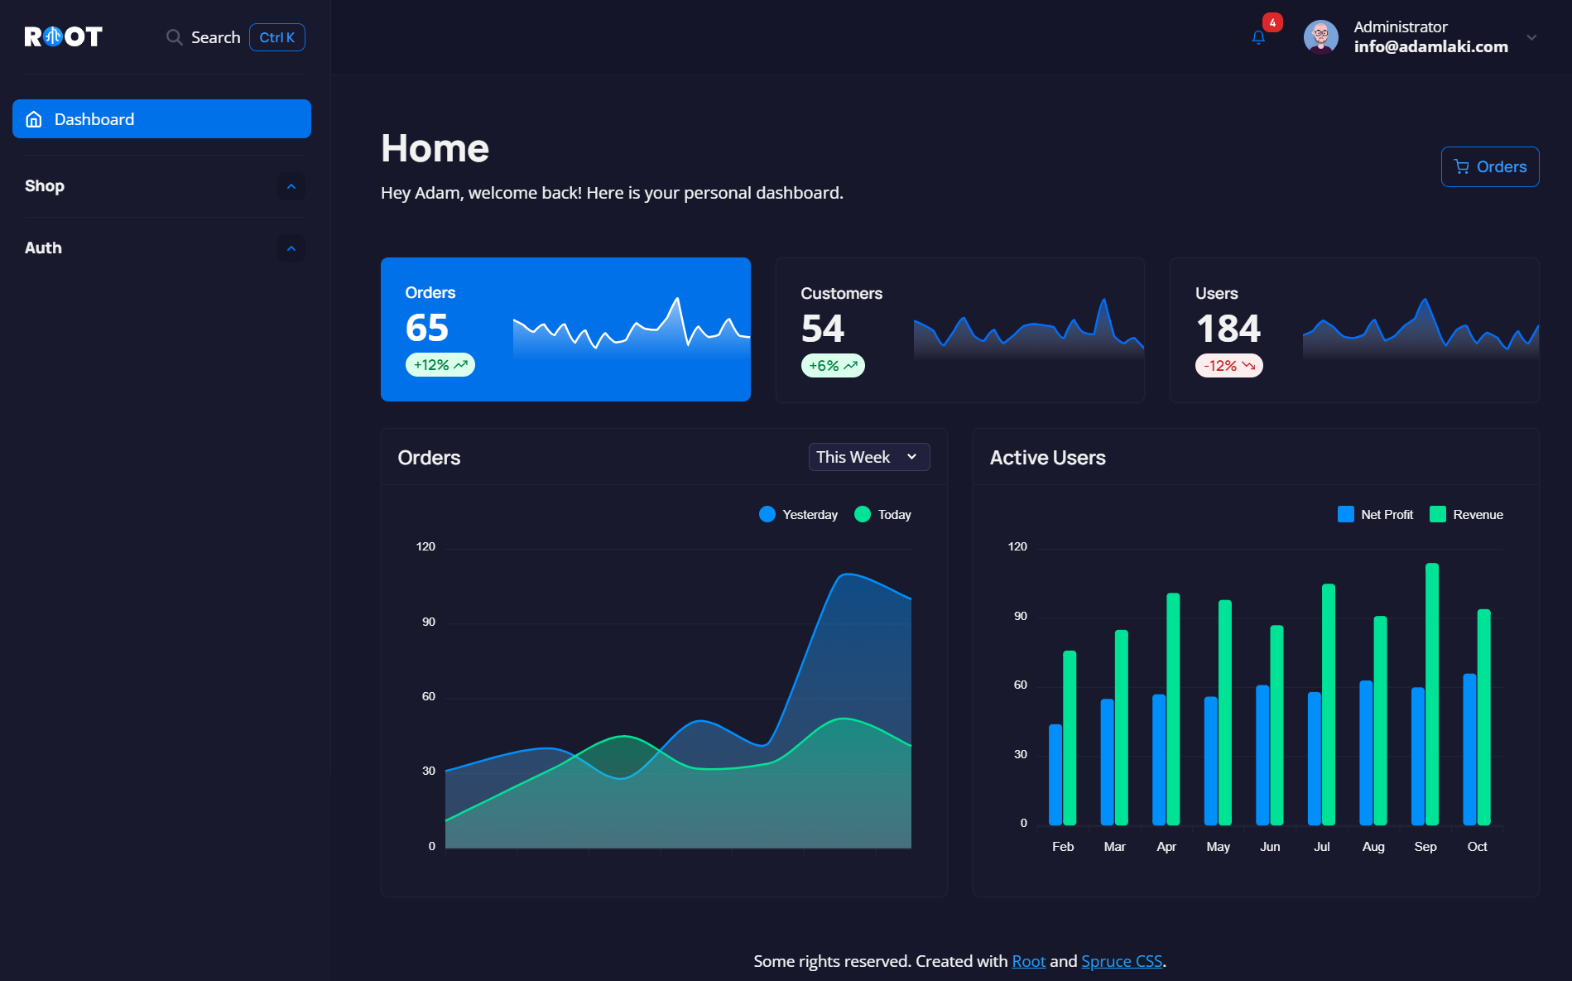 ROOT
Search Ctrl K
4
Administrator
info@adamlaki.com
Dashboard
Shop
Auth
Home
Hey Adam, welcome back! Here is your personal dashboard.
Orders
Orders
65
+12%
Customers
54
+6%
Users
184
-12%
Orders
This Week
Yesterday Today
120
90
60
30
0
Active Users
Net Profit Revenue
120
90
60
30
0
Feb Mar Apr May Jun Jul Aug Sep Oct
Some rights reserved. Created with Root and Spruce CSS.